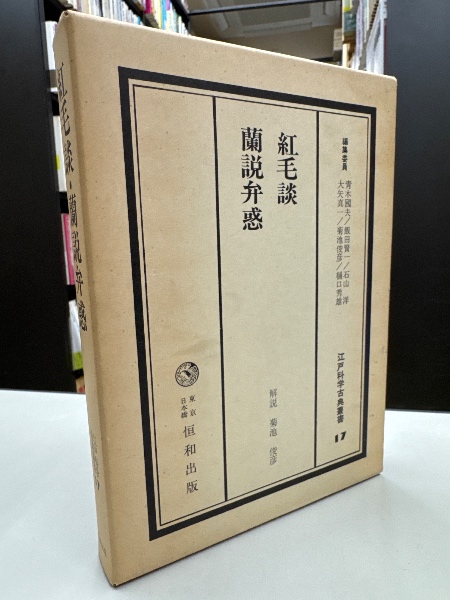 編集委員
青木國夫／飯田賢一／石山 洋
大矢真一／菊池俊彦／樋口秀雄
江戸科学古典叢書
17
紅毛談
蘭説弁惑
解説 菊池 俊彦
東京
日本橋
恒和出版
紅毛談・蘭説弁惑